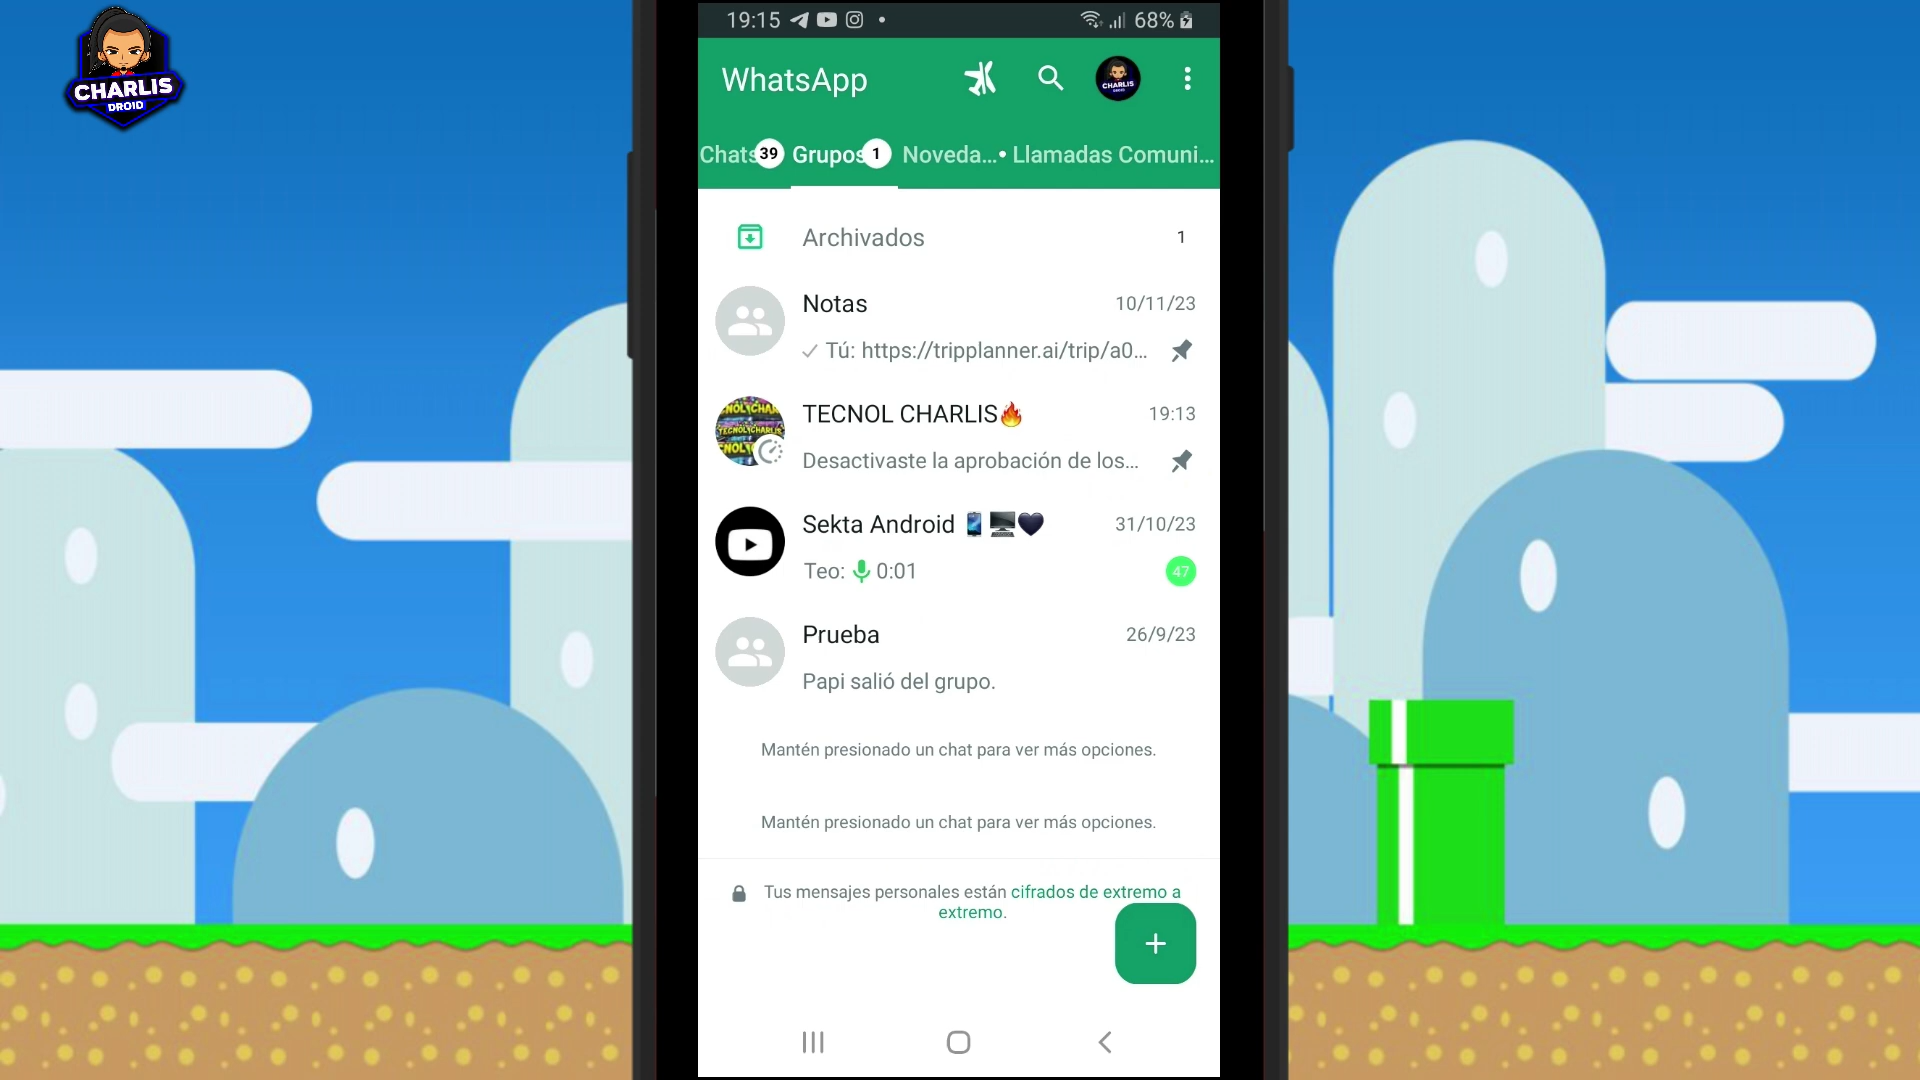 CHARLIS
DROID
19:15
68%
WhatsApp
CHARLIS
Chats 39 Grupos 1 Noveda... Llamadas Comuni...
Archivados 1
Notas 10/11/23
Tú: https://tripplanner.ai/trip/a0...
TECNOL CHARLIS🔥 19:13
Desactivaste la aprobación de los...
Sekta Android 📱🖥️🖤 31/10/23
Teo: 0:01 47
Prueba 26/9/23
Papi salió del grupo.
Mantén presionado un chat para ver más opciones.
Mantén presionado un chat para ver más opciones.
Tus mensajes personales están cifrados de extremo a
extremo.